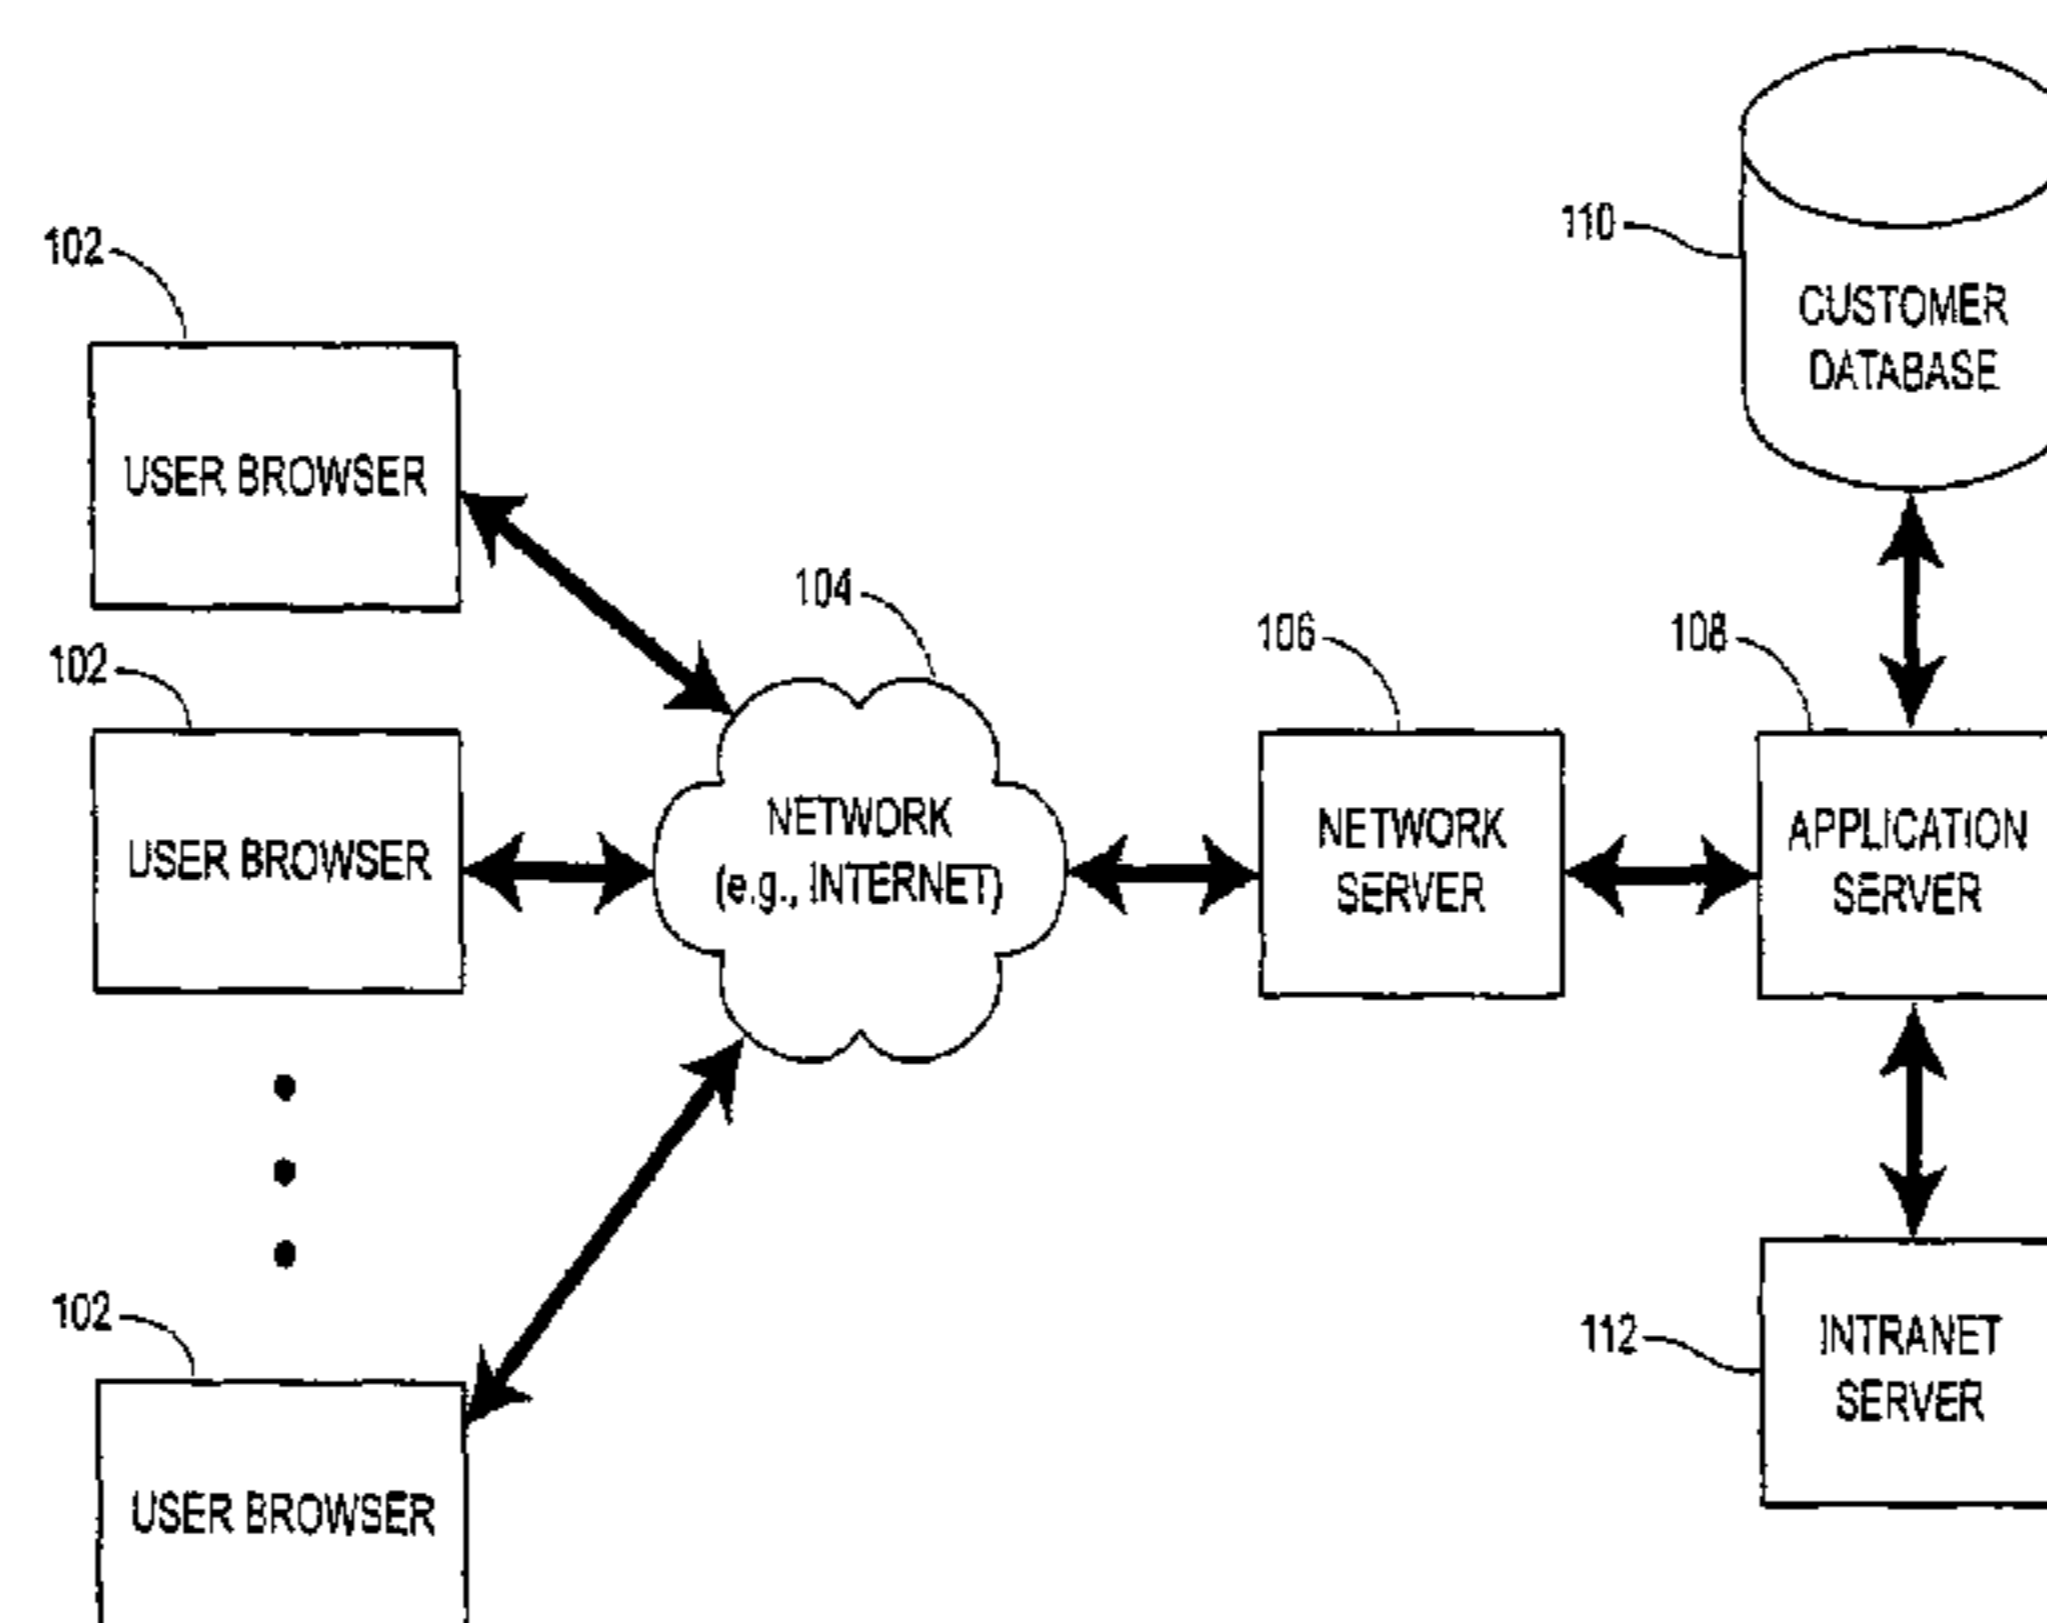 110
CUSTOMER
DATABASE
102
USER BROWSER
104
106
108
102
USER BROWSER
NETWORK
(e.g., INTERNET)
NETWORK
SERVER
APPLICATION
SERVER
102
USER BROWSER
112
INTRANET
SERVER